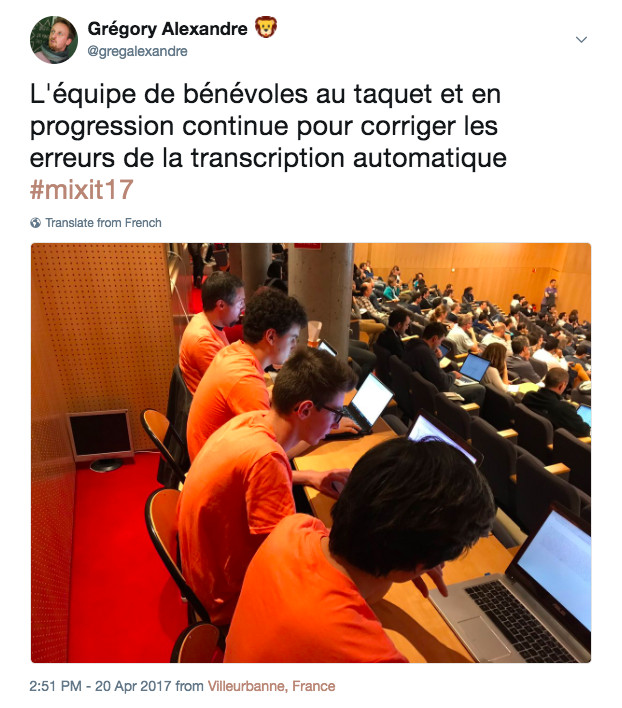 Grégory Alexandre 🦁
@gregalexandre
L'équipe de bénévoles au taquet et en
progression continue pour corriger les
erreurs de la transcription automatique
#mixit17
Translate from French
2:51 PM - 20 Apr 2017 from Villeurbanne, France